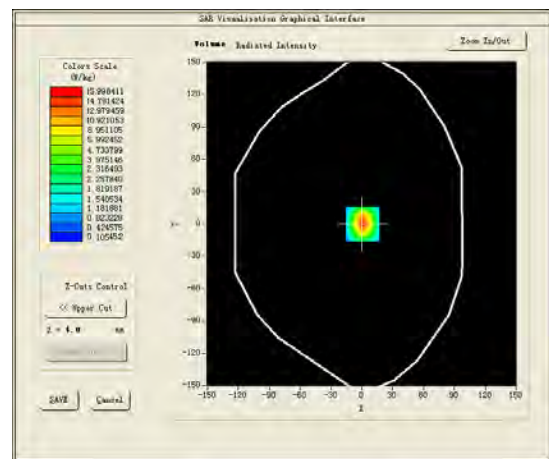 SAR Visualisation Graphical Interface
Volume Radiated Intensity
Zoom In/Out
Colors Scale
(W/kg)
15.998411
14.791424
12.979459
10.921053
8.951105
5.992452
4.733799
3.975146
2.316493
2.257840
1.819187
1.540534
1.181881
0.823228
0.424575
0.105452
Z-Cuts Control
<< Upper Cut
Z = 4.0 mm
SAVE
Cancel
150
120
90
60
30
0
-30
-60
-90
-120
-150
Y
-150 -120 -90 -60 -30 0 30 60 90 120 150
X